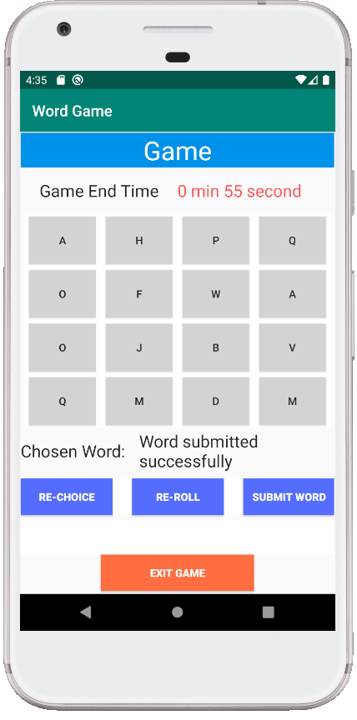 4:35
Word Game
Game
Game End Time 0 min 55 second
A H P Q
O F W A
O J B V
Q M D M
Chosen Word: Word submitted
successfully
RE-CHOICE RE-ROLL SUBMIT WORD
EXIT GAME